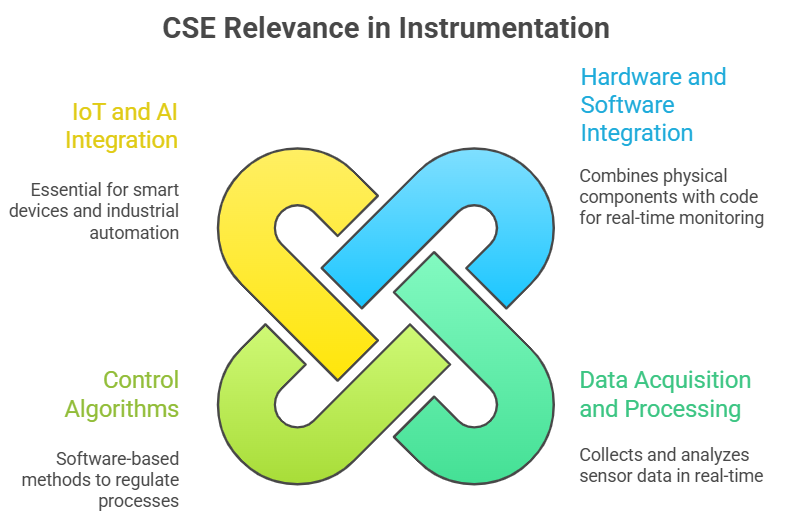 CSE Relevance in Instrumentation
IoT and AI
Integration
Essential for smart
devices and industrial
automation
Hardware and
Software
Integration
Combines physical
components with code
for real-time monitoring
Control
Algorithms
Software-based
methods to regulate
processes
Data Acquisition
and Processing
Collects and analyzes
sensor data in real-time